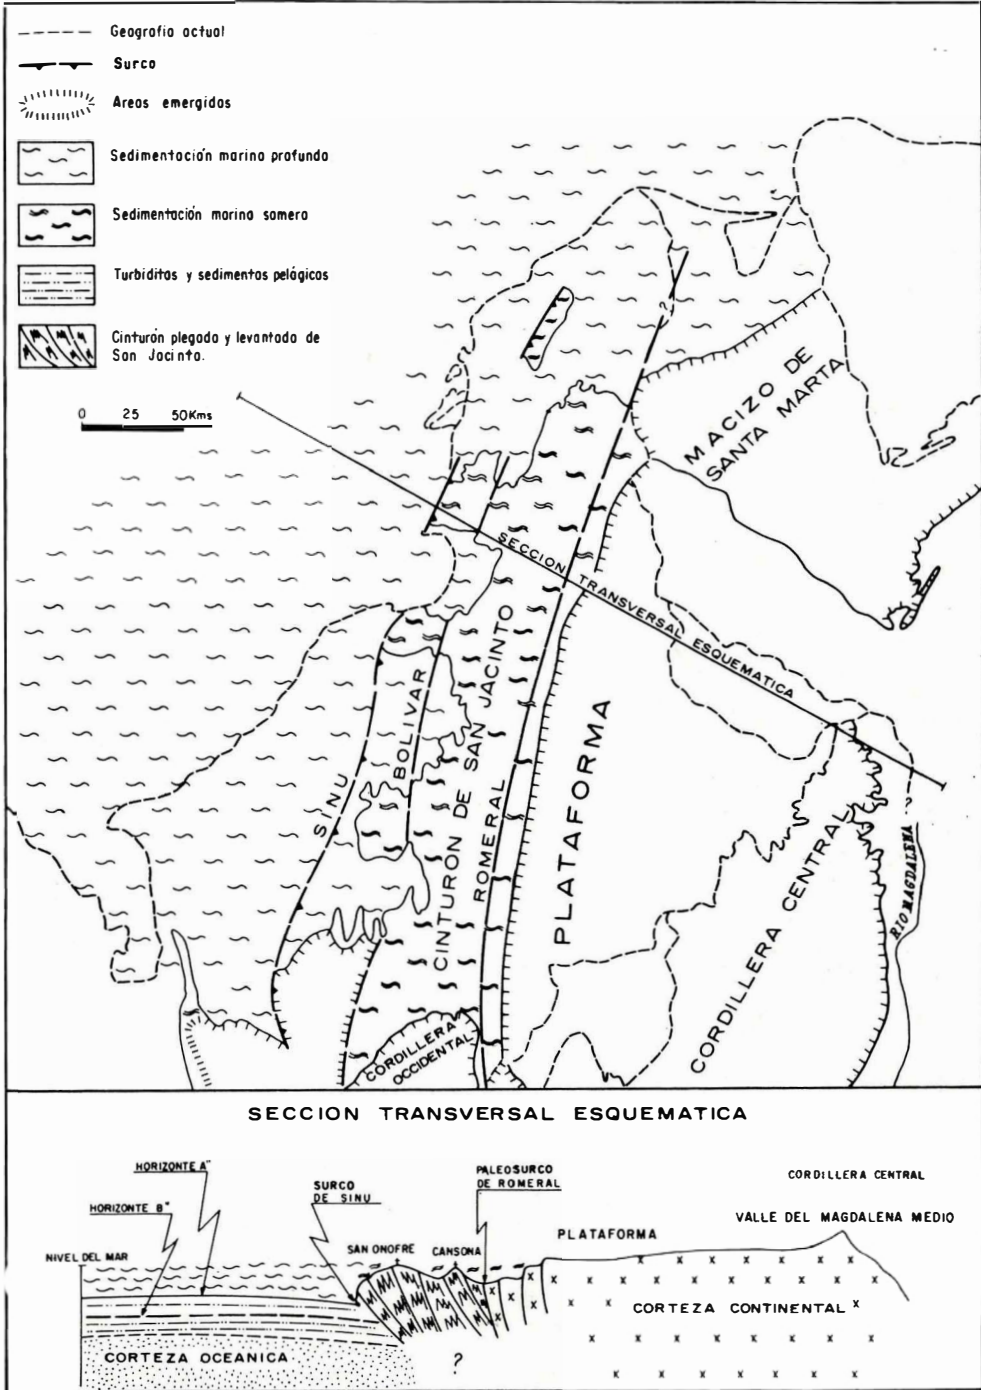 Geografia actual
Surco
Areas emergidas
Sedimentación marina profunda
Sedimentación marina somera
Turbiditas y sedimentos pelágicos
Cinturón plegado y levantado de
San Jacinto.
0 25 50Kms
?
MACIZO DE
SANTA MARTA
SECCION TRANSVERSAL ESQUEMATICA
SINU
BOLIVAR
CINTURON DE SAN JACINTO
ROMERAL
PLATAFORMA
CORDILLERA CENTRAL
?
RIO MAGDALENA
CORDILLERA
OCCIDENTAL
SECCION TRANSVERSAL ESQUEMATICA
HORIZONTE A"
HORIZONTE B"
SURCO
DE SINU
PALEOSURCO
DE ROMERAL
CORDILLERA CENTRAL
VALLE DEL MAGDALENA MEDIO
PLATAFORMA
NIVEL DEL MAR
SAN ONOFRE
CANSONA
CORTEZA CONTINENTAL
CORTEZA OCEANICA
?